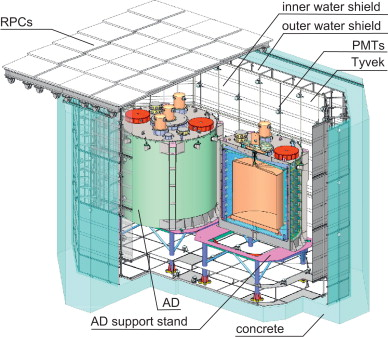 RPCs
inner water shield
outer water shield
PMTs
Tyvek
AD
AD support stand
concrete